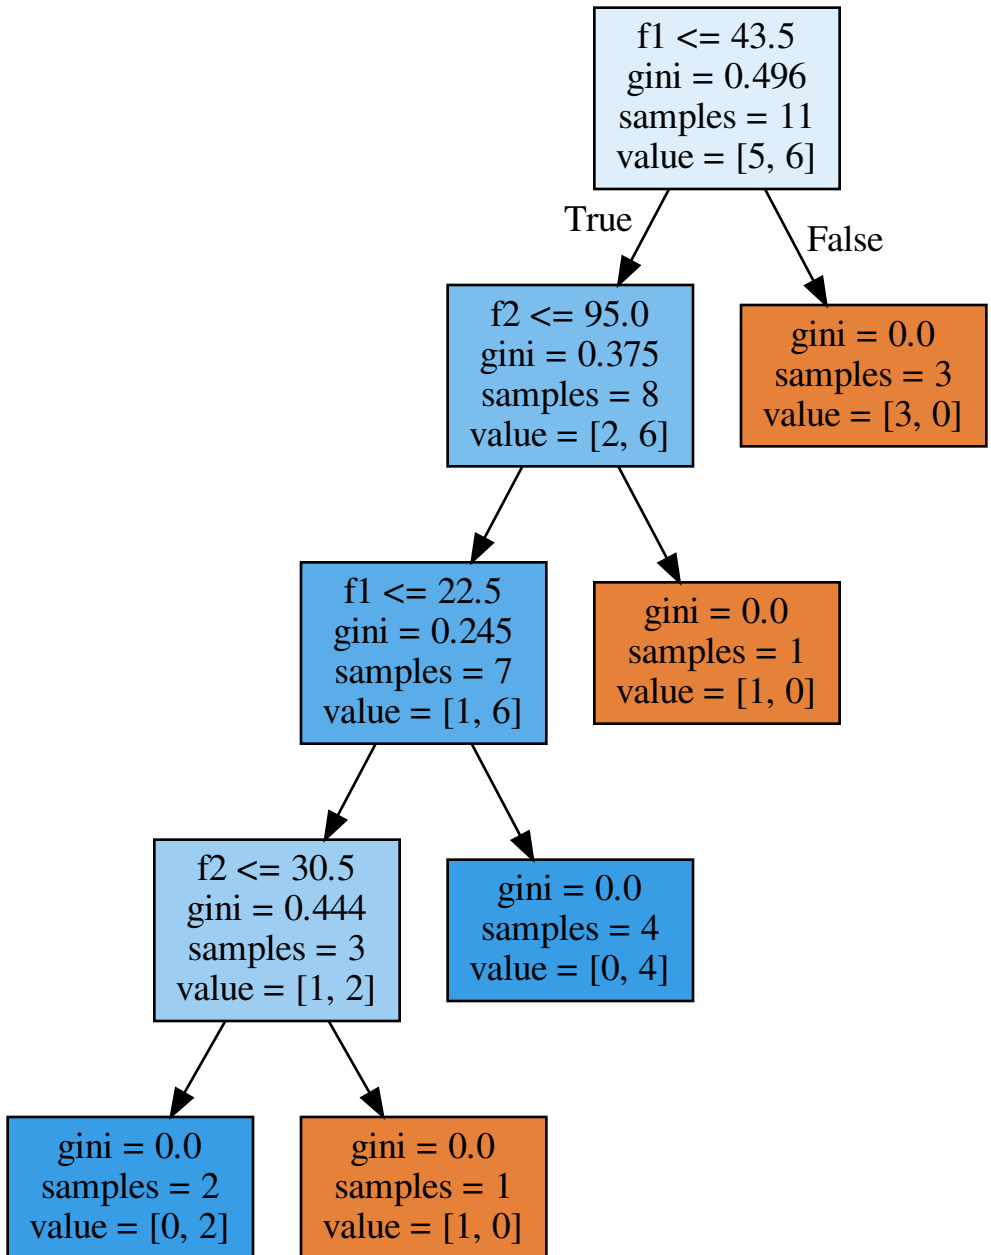 f1 <= 43.5
gini = 0.496
samples = 11
value = [5, 6]
True
False
f2 <= 95.0
gini = 0.375
samples = 8
value = [2, 6]
gini = 0.0
samples = 3
value = [3, 0]
f1 <= 22.5
gini = 0.245
samples = 7
value = [1, 6]
gini = 0.0
samples = 1
value = [1, 0]
f2 <= 30.5
gini = 0.444
samples = 3
value = [1, 2]
gini = 0.0
samples = 4
value = [0, 4]
gini = 0.0
samples = 2
value = [0, 2]
gini = 0.0
samples = 1
value = [1, 0]